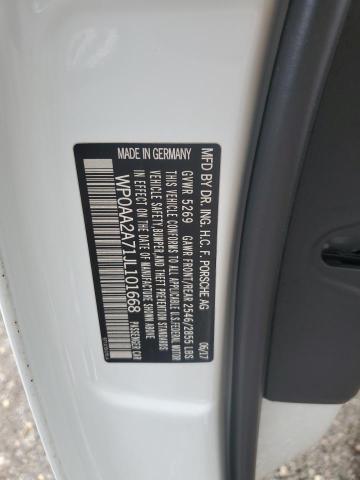 MFD BY DR. ING. H.C. F. PORSCHE AG 06/17
GVWR 5269 GAWR FRONT/REAR 2546/2855 LBS
THIS VEHICLE CONFORMS TO ALL APPLICABLE U.S.FEDERAL MOTOR
VEHICLE SAFETY,BUMPER,AND THEFT PREVENTION STANDARDS
IN EFFECT ON THE DATE OF MANUFACTURE SHOWN ABOVE.
WP0AA2A71JL101668 PASSENGER CAR
MADE IN GERMANY